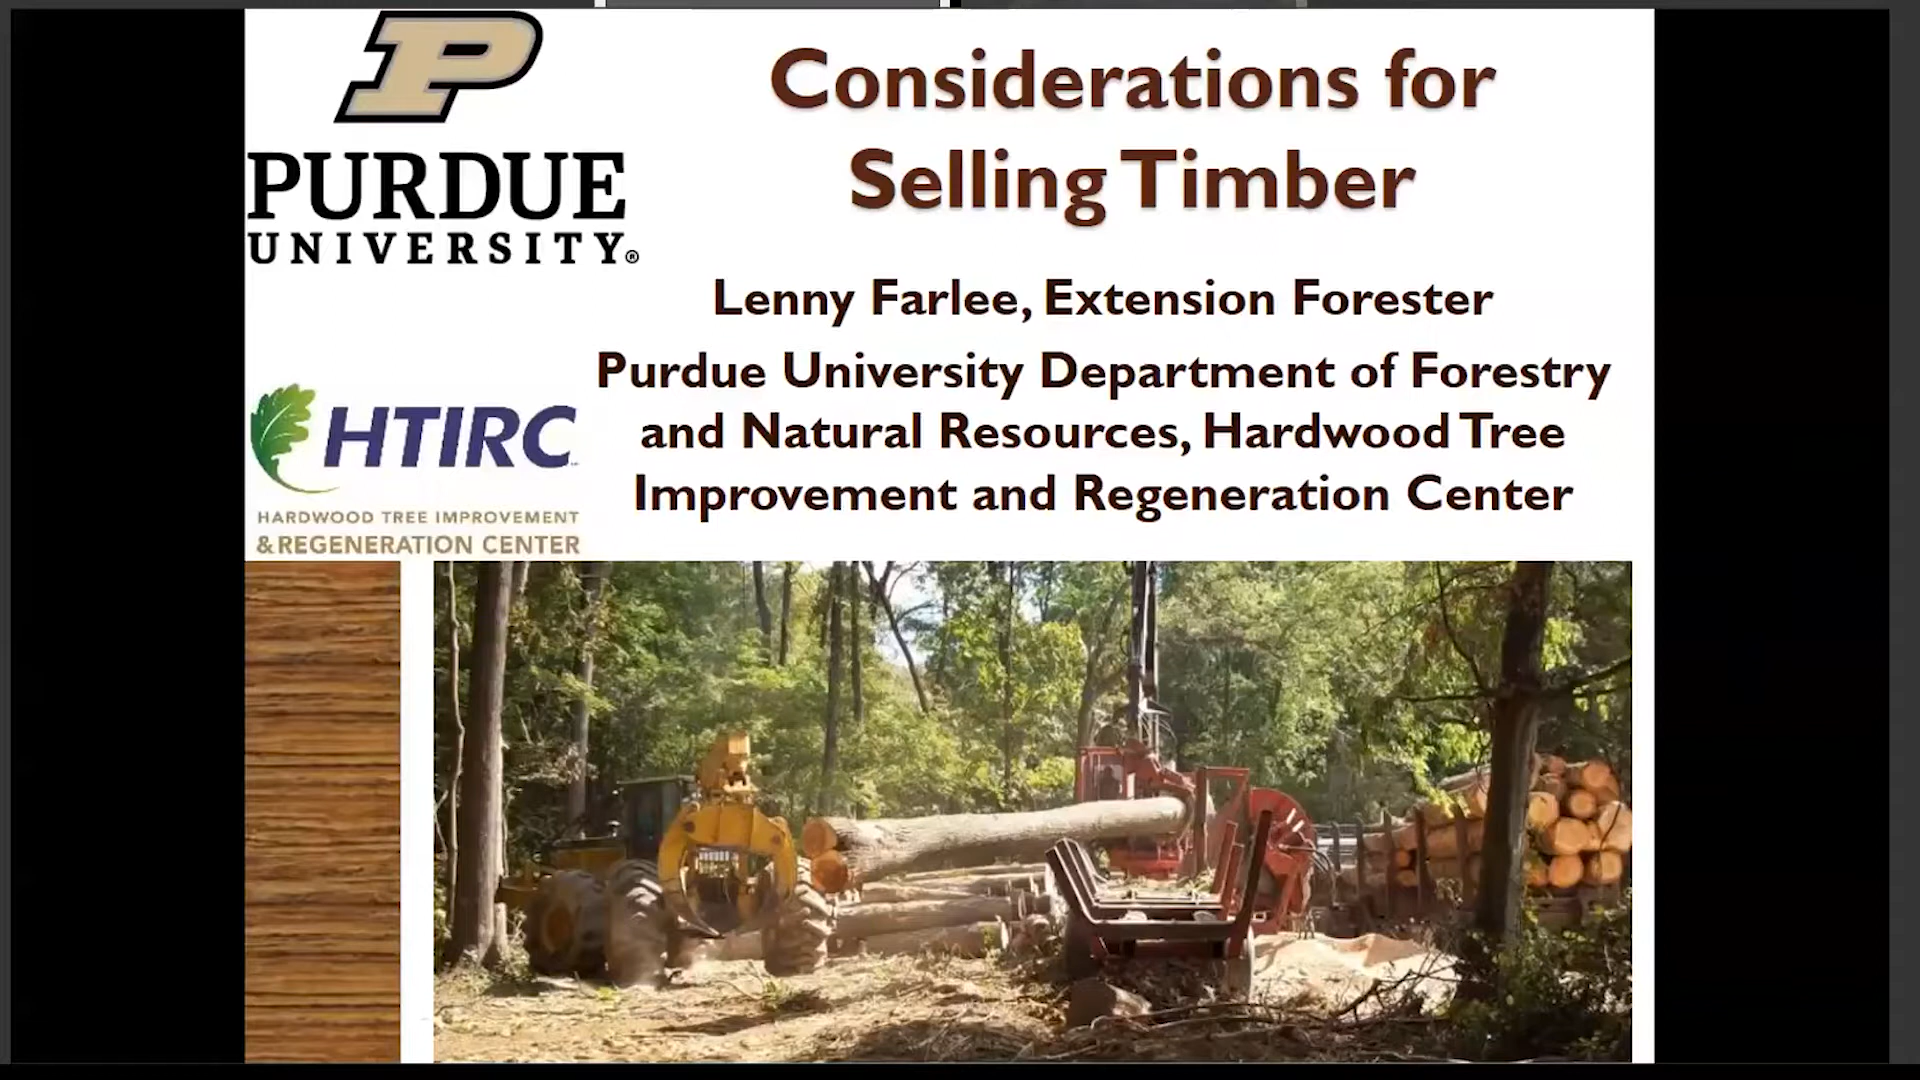 PURDUE
UNIVERSITY®
Considerations for
Selling Timber
Lenny Farlee, Extension Forester
Purdue University Department of Forestry
and Natural Resources, Hardwood Tree
Improvement and Regeneration Center
HTIRC
HARDWOOD TREE IMPROVEMENT
& REGENERATION CENTER